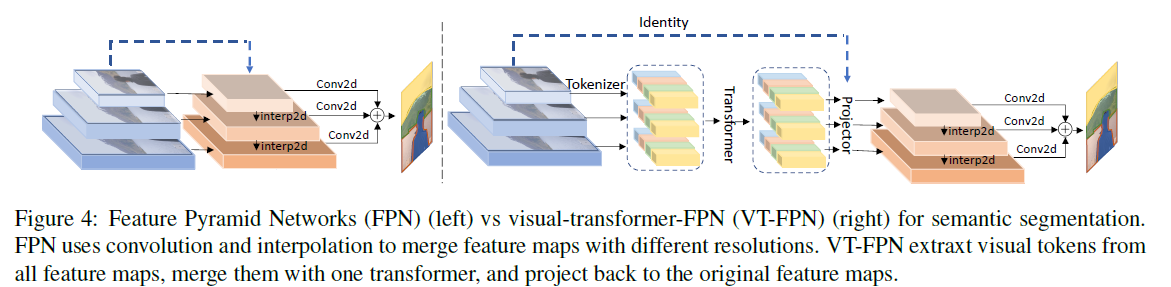 Conv2d
Conv2d
Conv2d
interp2d
interp2d
Identity
Tokenizer
Transformer
Projector
Conv2d
Conv2d
Conv2d
interp2d
interp2d
Figure 4: Feature Pyramid Networks (FPN) (left) vs visual-transformer-FPN (VT-FPN) (right) for semantic segmentation.
FPN uses convolution and interpolation to merge feature maps with different resolutions. VT-FPN extraxt visual tokens from
all feature maps, merge them with one transformer, and project back to the original feature maps.